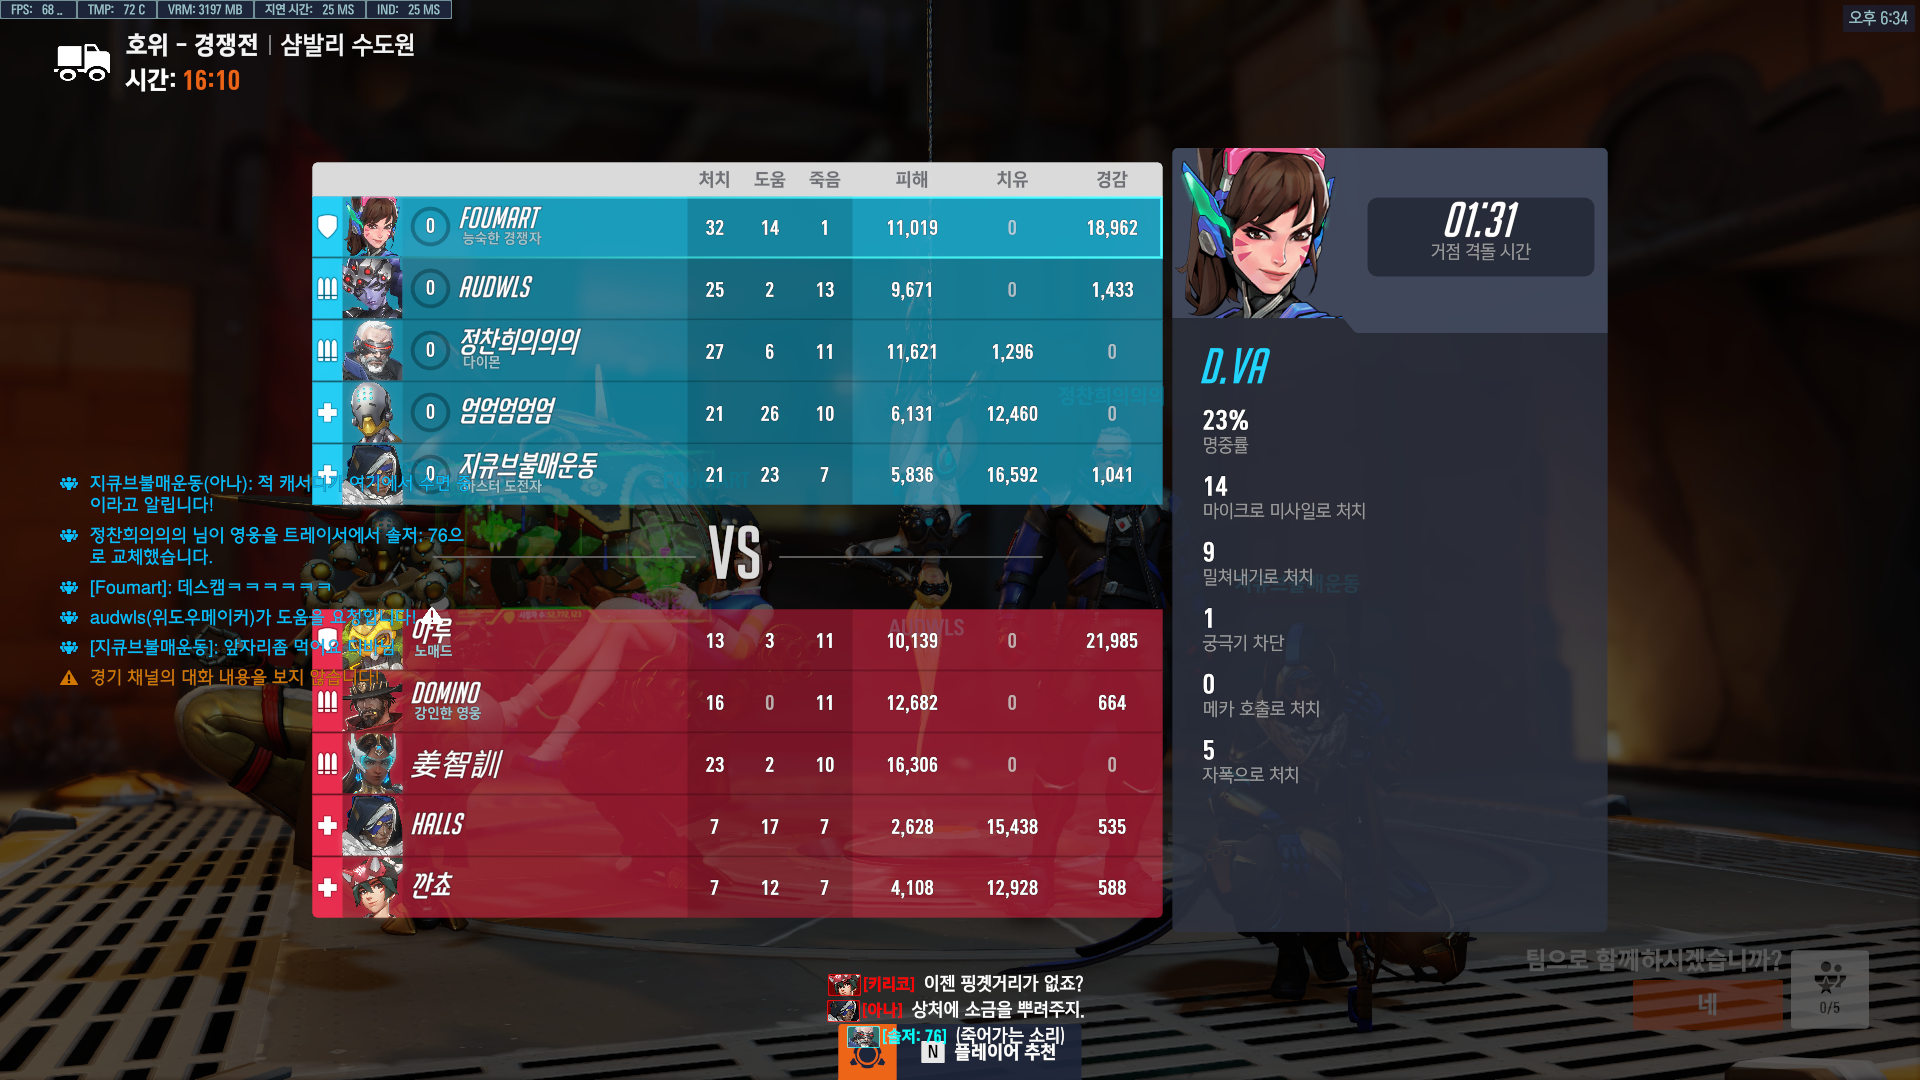 FPS: 68 ..
TMP: 72 C
VRM: 3197 MB
지연 시간: 25 MS
IND: 25 MS
오후 6:34
호위 - 경쟁전 | 샴발리 수도원
시간: 16:10
처치 도움 죽음 피해 치유 경감
0 FOUMART 32 14 1 11,019 0 18,962
능숙한 경쟁자
0 AUDWLS 25 2 13 9,671 0 1,433
0 정찬희의의의 27 6 11 11,621 1,296 0
다이몬
0 엄엄엄엄엄 21 26 10 6,131 12,460 0
0 지큐브불매운동 21 23 7 5,836 16,592 1,041
마스터 도전자
VS
야루 13 3 11 10,139 0 21,985
노매드
DOMINO 16 0 11 12,682 0 664
강인한 영웅
姜智訓 23 2 10 16,306 0 0
HALLS 7 17 7 2,628 15,438 535
깐쵸 7 12 7 4,108 12,928 588
01:31
거점 격돌 시간
D.VA
23%
명중률
14
마이크로 미사일로 처치
9
밀쳐내기로 처치
1
궁극기 차단
0
메카 호출로 처치
5
자폭으로 처치
지큐브불매운동(아나): 적 캐서디가 여기에서 수면 중
이라고 알립니다!
정찬희의의의 님이 영웅을 트레이서에서 솔저: 76으
로 교체했습니다.
[Foumart]: 데스캠ㅋㅋㅋㅋㅋㅋ
audwls(위도우메이커)가 도움을 요청합니다!
[지큐브불매운동]: 앞자리좀 먹어요 디바님
경기 채널의 대화 내용을 보지 않습니다!
정찬희의의의
AUDWLS
[키리코] 이젠 핑곗거리가 없죠?
[아나] 상처에 소금을 뿌려주지.
[솔저: 76] (죽어가는 소리)
N 플레이어 추천
팀으로 함께하시겠습니까?
네
0/5